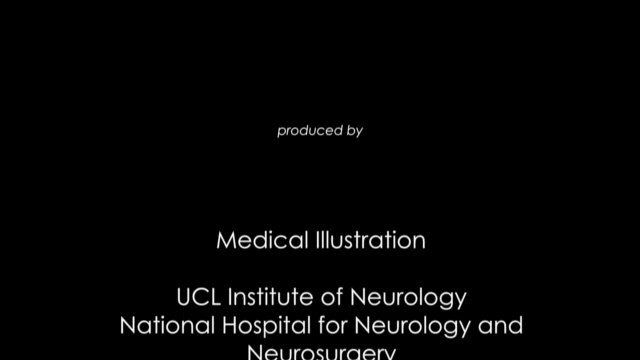 produced by
Medical Illustration
UCL Institute of Neurology
National Hospital for Neurology and
Neurosurgery